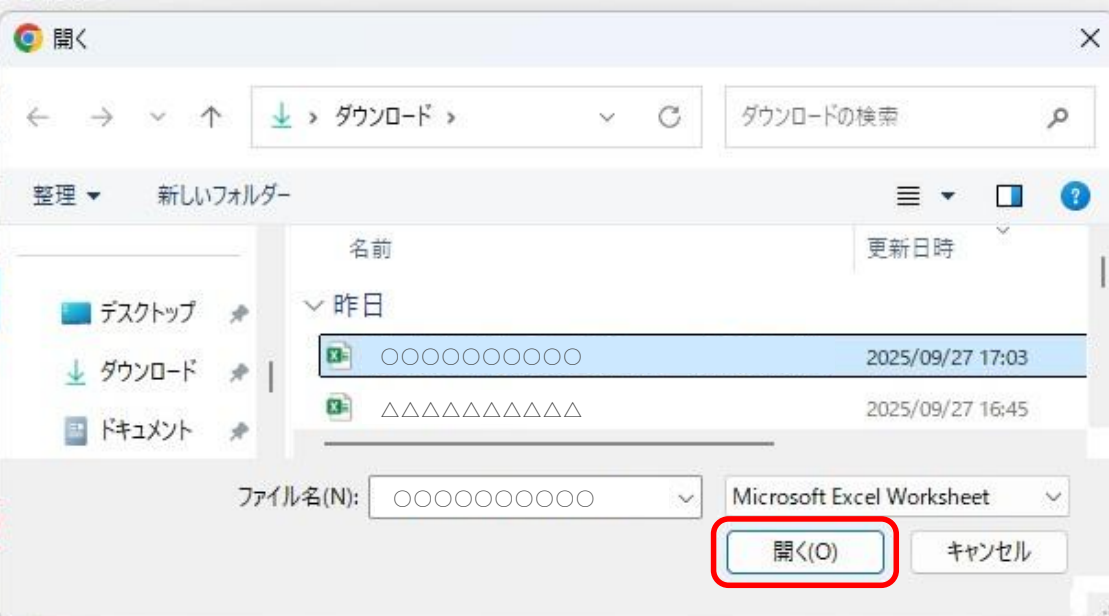 開く
ダウンロード
ダウンロードの検索
整理 新しいフォルダー
名前 更新日時
昨日
デスクトップ
ダウンロード
ドキュメント
○○○○○○○○○○ 2025/09/27 17:03
△△△△△△△△△△ 2025/09/27 16:45
ファイル名(N): ○○○○○○○○○○ Microsoft Excel Worksheet
開く(O) キャンセル